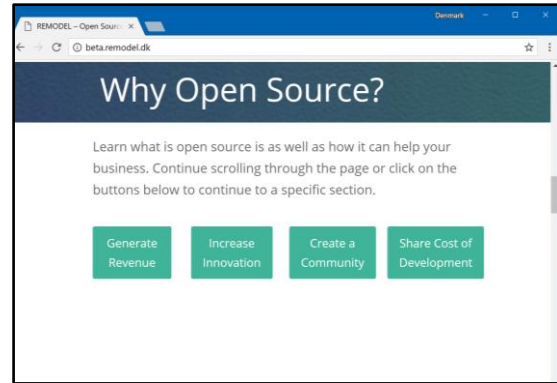 REMODEL – Open Sourc
Denmark
beta.remodel.dk
Why Open Source?
Learn what is open source is as well as how it can help your
business. Continue scrolling through the page or click on the
buttons below to continue to a specific section.
Generate
Revenue
Increase
Innovation
Create a
Community
Share Cost of
Development